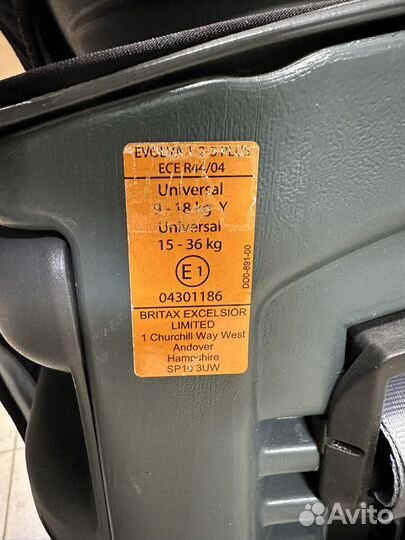 EVOLVA 1-2-3 PLUS
ECE R44/04
Universal
9 - 18 kg Y
Universal
15 - 36 kg
E1
04301186
BRITAX EXCELSIOR
LIMITED
1 Churchill Way West
Andover
Hampshire
SP10 3UW
DD0-891-00
Avito